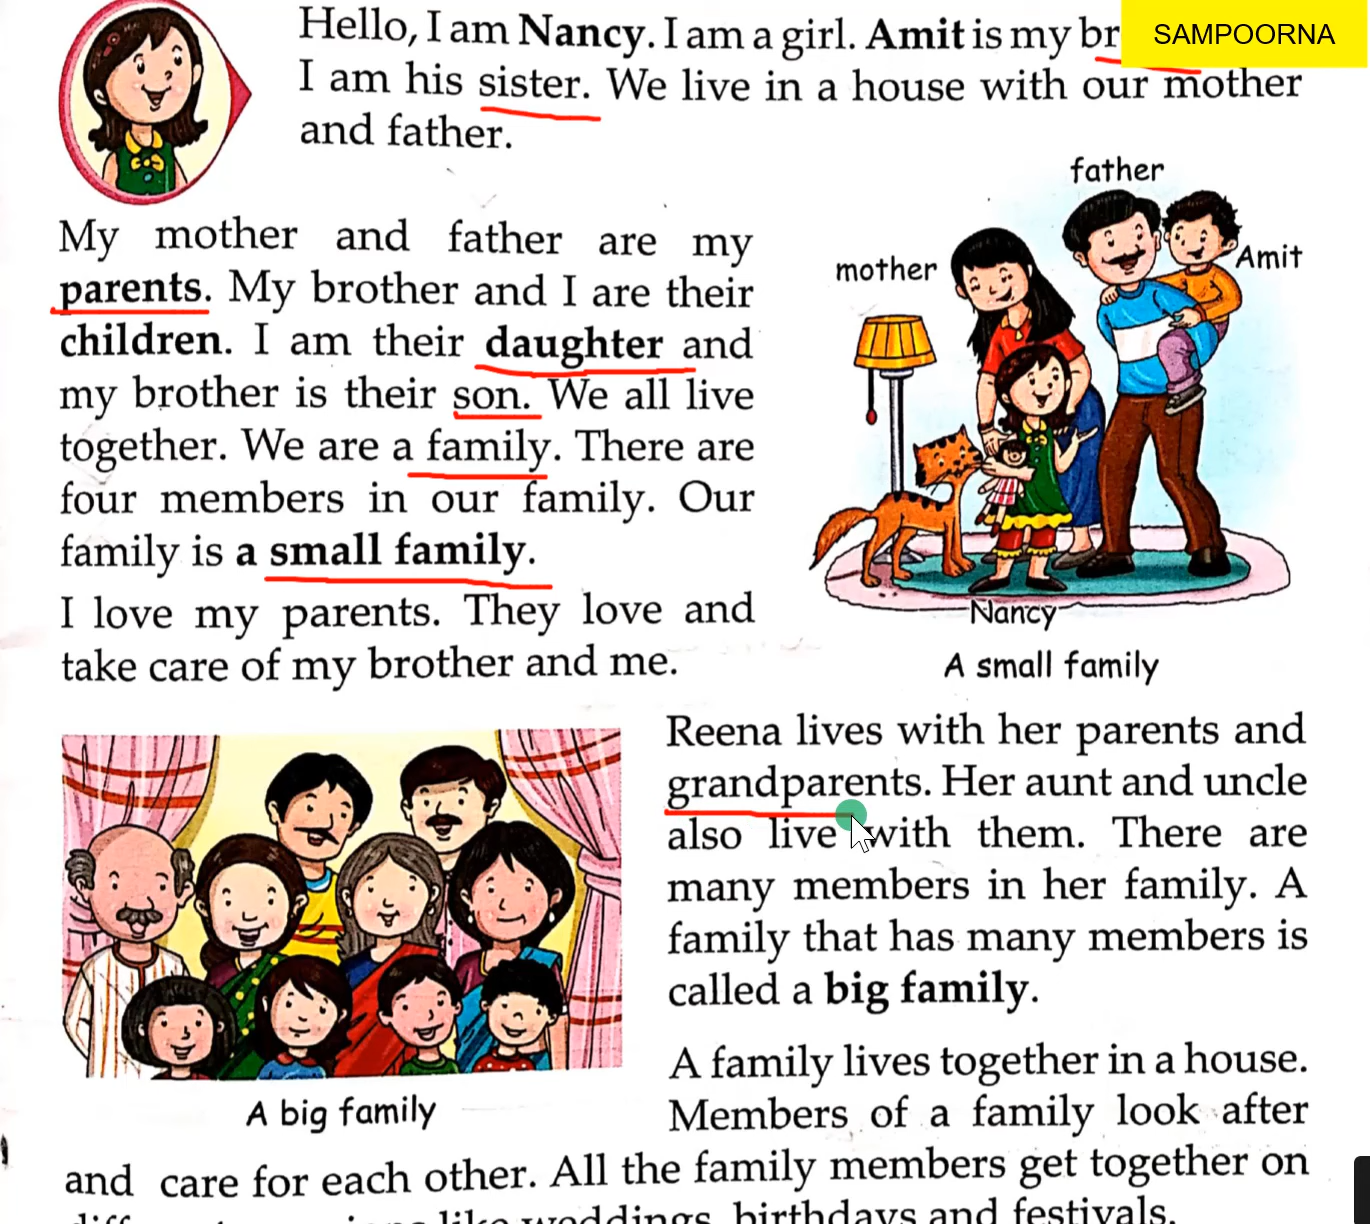 Hello, I am Nancy. I am a girl. Amit is my br
SAMPOORNA
I am his sister. We live in a house with our mother
and father.
father
Amit
mother
Nancy
A small family
My mother and father are my
parents. My brother and I are their
children. I am their daughter and
my brother is their son. We all live
together. We are a family. There are
four members in our family. Our
family is a small family.
I love my parents. They love and
take care of my brother and me.
A big family
Reena lives with her parents and
grandparents. Her aunt and uncle
also live with them. There are
many members in her family. A
family that has many members is
called a big family.
A family lives together in a house.
Members of a family look after
and care for each other. All the family members get together on
like weddings, birthdays and festivals.